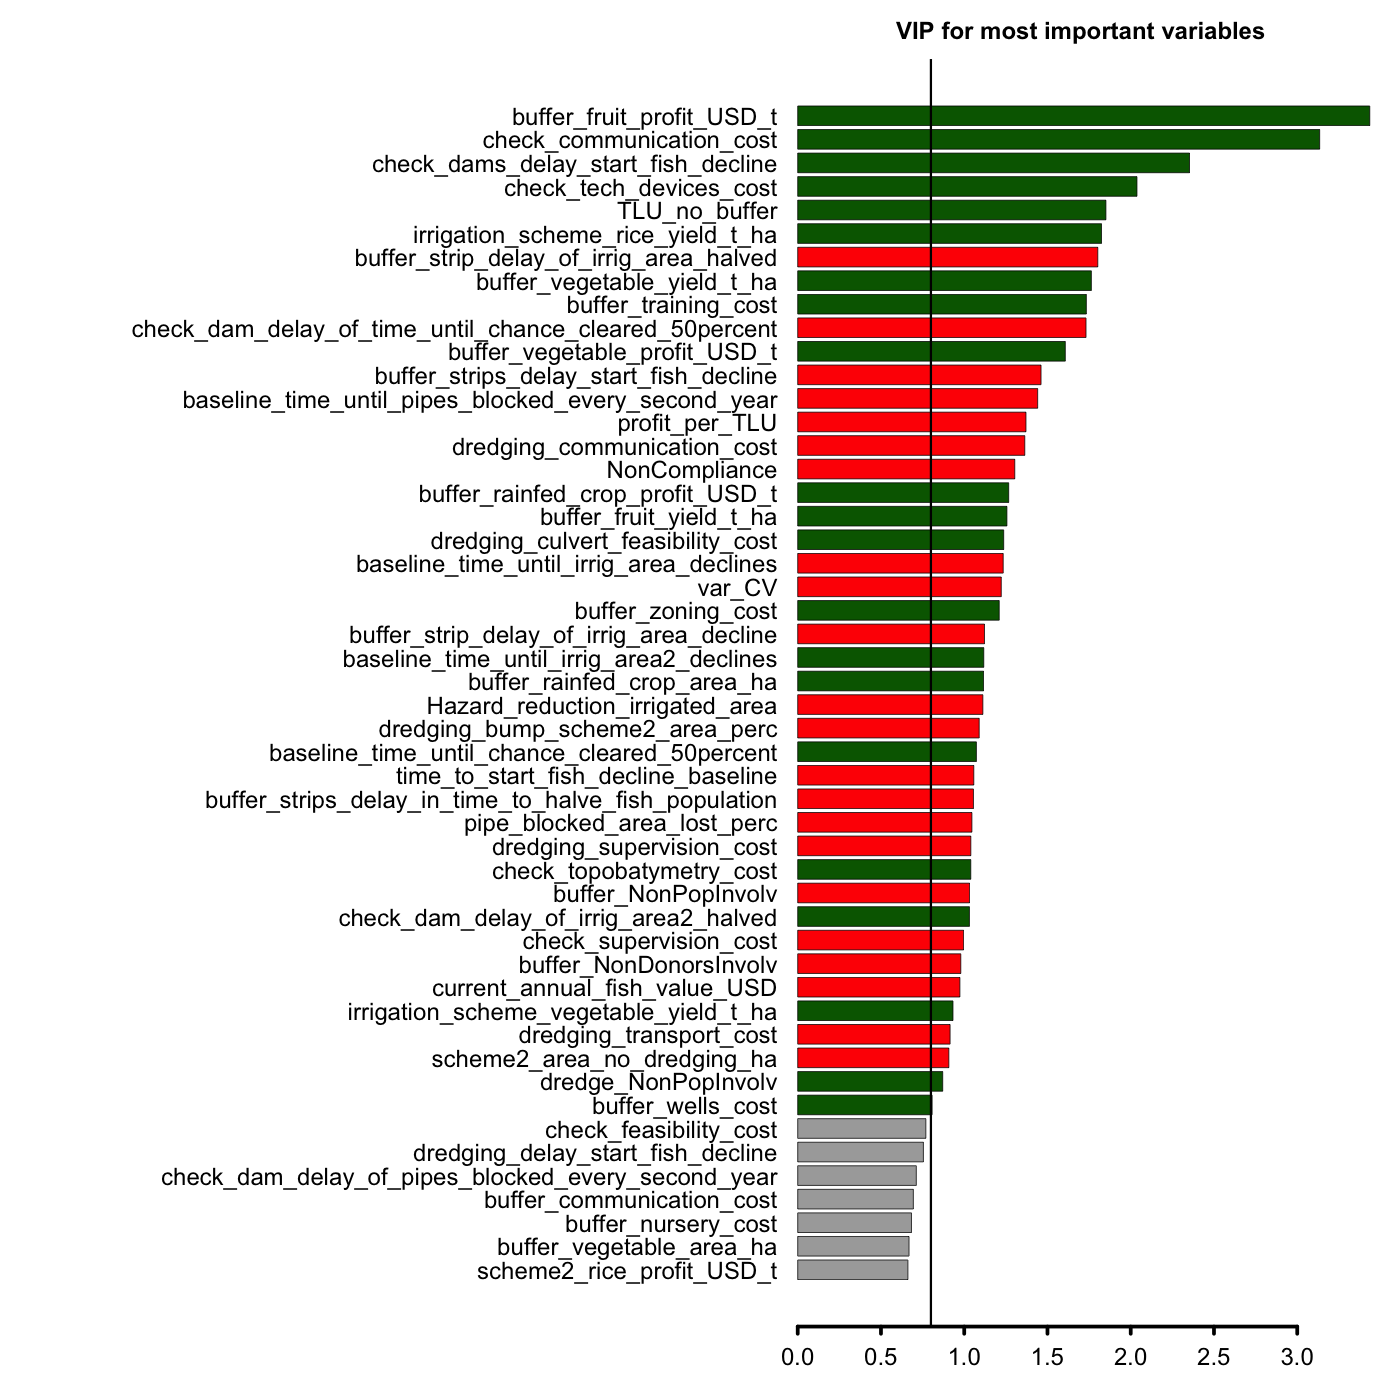 VIP for most important variables
buffer_fruit_profit_USD_t
check_communication_cost
check_dams_delay_start_fish_decline
check_tech_devices_cost
TLU_no_buffer
irrigation_scheme_rice_yield_t_ha
buffer_strip_delay_of_irrig_area_halved
buffer_vegetable_yield_t_ha
buffer_training_cost
check_dam_delay_of_time_until_chance_cleared_50percent
buffer_vegetable_profit_USD_t
buffer_strips_delay_start_fish_decline
baseline_time_until_pipes_blocked_every_second_year
profit_per_TLU
dredging_communication_cost
NonCompliance
buffer_rainfed_crop_profit_USD_t
buffer_fruit_yield_t_ha
dredging_culvert_feasibility_cost
baseline_time_until_irrig_area_declines
var_CV
buffer_zoning_cost
buffer_strip_delay_of_irrig_area_decline
baseline_time_until_irrig_area2_declines
buffer_rainfed_crop_area_ha
Hazard_reduction_irrigated_area
dredging_bump_scheme2_area_perc
baseline_time_until_chance_cleared_50percent
time_to_start_fish_decline_baseline
buffer_strips_delay_in_time_to_halve_fish_population
pipe_blocked_area_lost_perc
dredging_supervision_cost
check_topobatymetry_cost
buffer_NonPopInvolv
check_dam_delay_of_irrig_area2_halved
check_supervision_cost
buffer_NonDonorsInvolv
current_annual_fish_value_USD
irrigation_scheme_vegetable_yield_t_ha
dredging_transport_cost
scheme2_area_no_dredging_ha
dredge_NonPopInvolv
buffer_wells_cost
check_feasibility_cost
dredging_delay_start_fish_decline
check_dam_delay_of_pipes_blocked_every_second_year
buffer_communication_cost
buffer_nursery_cost
buffer_vegetable_area_ha
scheme2_rice_profit_USD_t
0.0 0.5 1.0 1.5 2.0 2.5 3.0